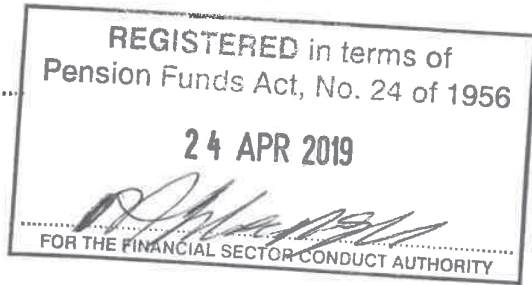 REGISTERED in terms of
Pension Funds Act, No. 24 of 1956
24 APR 2019
FOR THE FINANCIAL SECTOR CONDUCT AUTHORITY